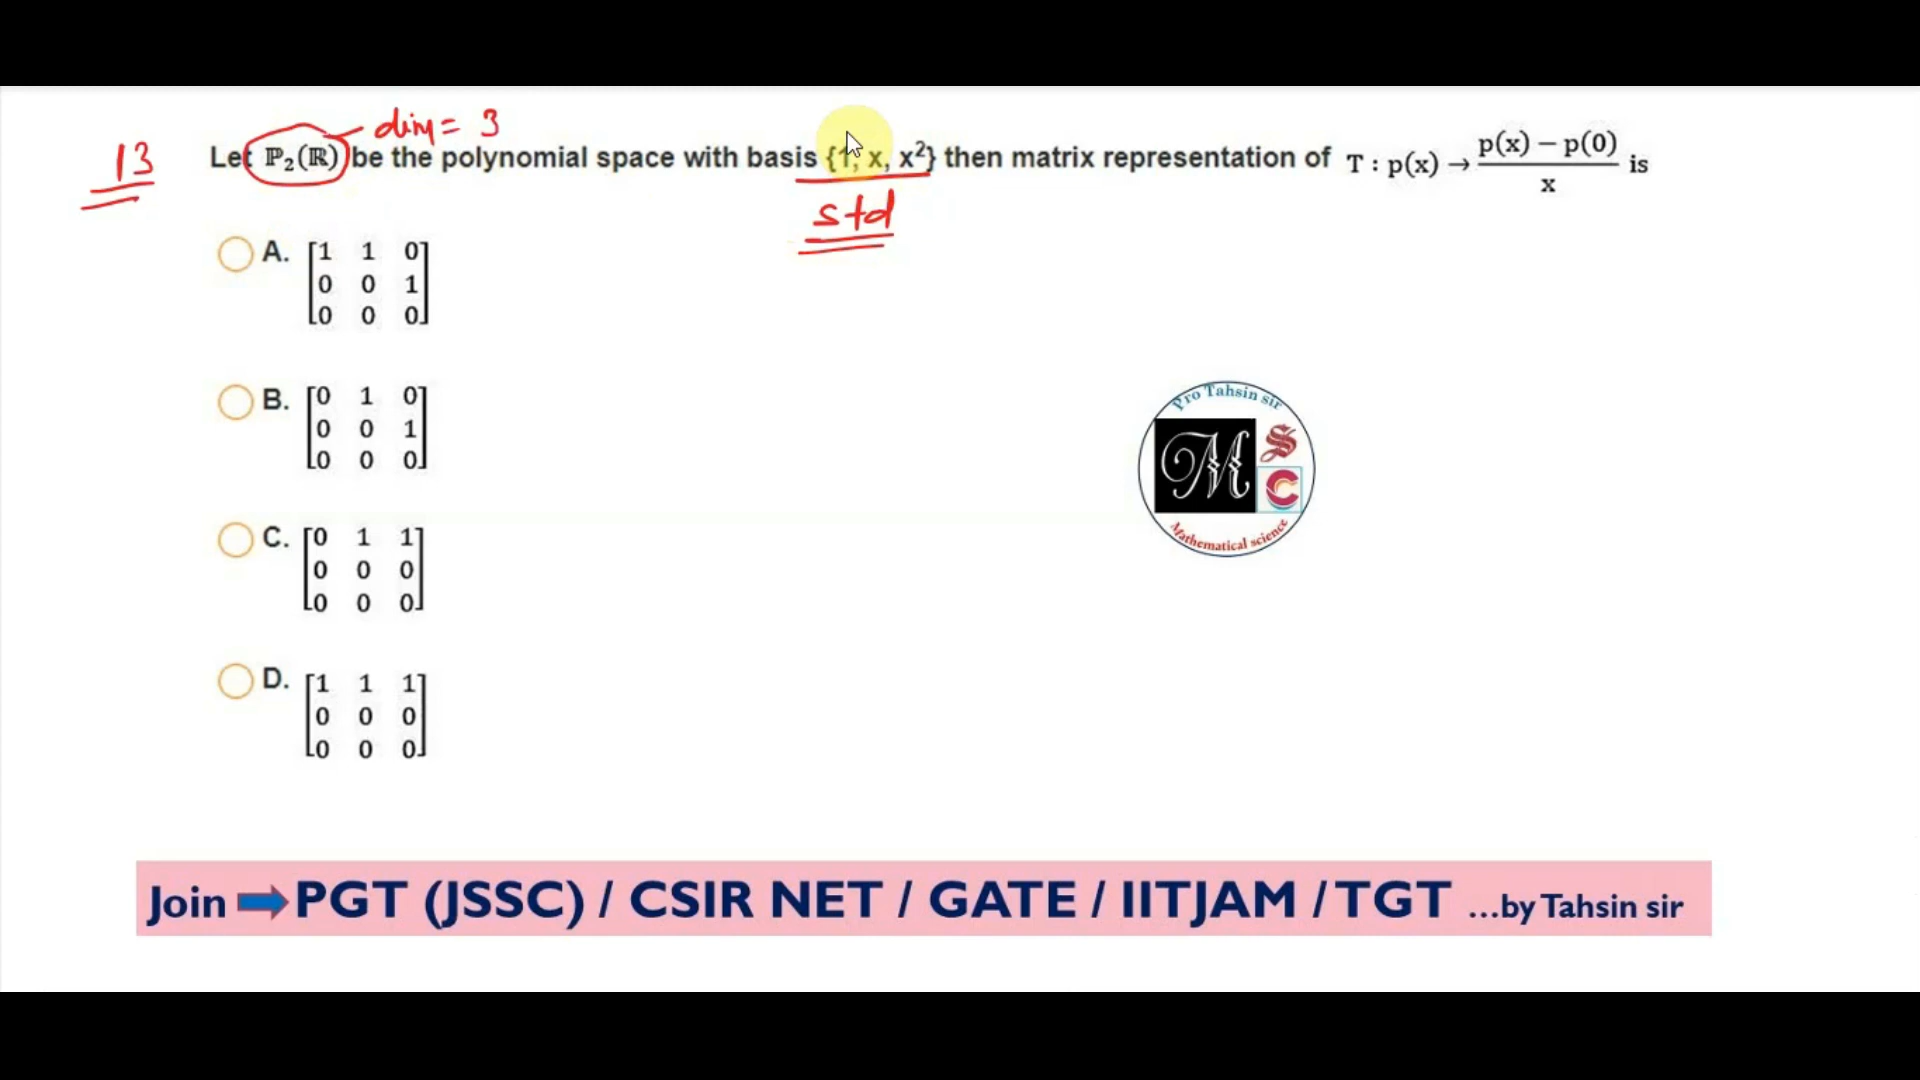 dim = 3
13
Let ℙ₂(ℝ) be the polynomial space with basis {1, x, x²} then matrix representation of T : p(x) → (p(x) − p(0))/x is
std
A. [1 1 0
0 0 1
0 0 0]
B. [0 1 0
0 0 1
0 0 0]
C. [0 1 1
0 0 0
0 0 0]
D. [1 1 1
0 0 0
0 0 0]
Pro Tahsin sir
M S C
Mathematical science
Join PGT (JSSC) / CSIR NET / GATE / IITJAM / TGT ...by Tahsin sir